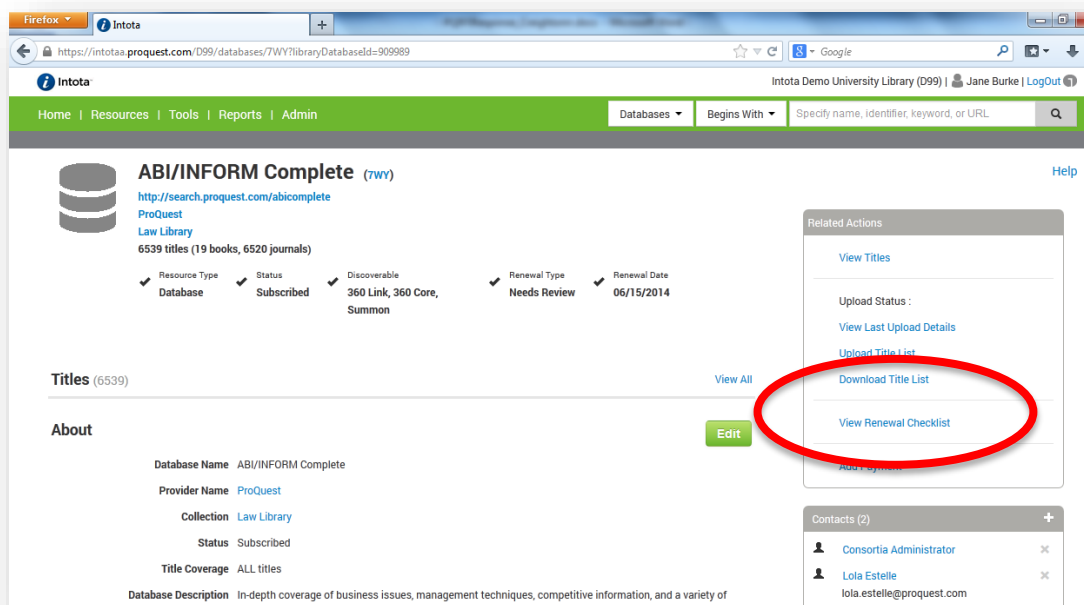 Firefox
Intota
+
https://intotaa.proquest.com/D99/databases/7WY?libraryDatabaseId=909989
Google
Intota
Intota Demo University Library (D99) | Jane Burke | LogOut
Home | Resources | Tools | Reports | Admin
Databases
Begins With
Specify name, identifier, keyword, or URL
ABI/INFORM Complete (7WY)
Help
http://search.proquest.com/abicomplete
ProQuest
Law Library
6539 titles (19 books, 6520 journals)
Resource Type
Database
Status
Subscribed
Discoverable
360 Link, 360 Core,
Summon
Renewal Type
Needs Review
Renewal Date
06/15/2014
Related Actions
View Titles
Upload Status :
View Last Upload Details
Upload Title List
Download Title List
View Renewal Checklist
Add Payment
Titles (6539)
View All
About
Edit
Database Name ABI/INFORM Complete
Provider Name ProQuest
Collection Law Library
Status Subscribed
Title Coverage ALL titles
Database Description In-depth coverage of business issues, management techniques, competitive information, and a variety of
Contacts (2)
+
Consortia Administrator
Lola Estelle
lola.estelle@proquest.com